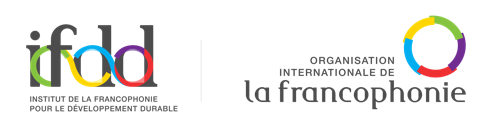 ifdd
INSTITUT DE LA FRANCOPHONIE
POUR LE DÉVELOPPEMENT DURABLE
ORGANISATION
INTERNATIONALE DE
la francophonie